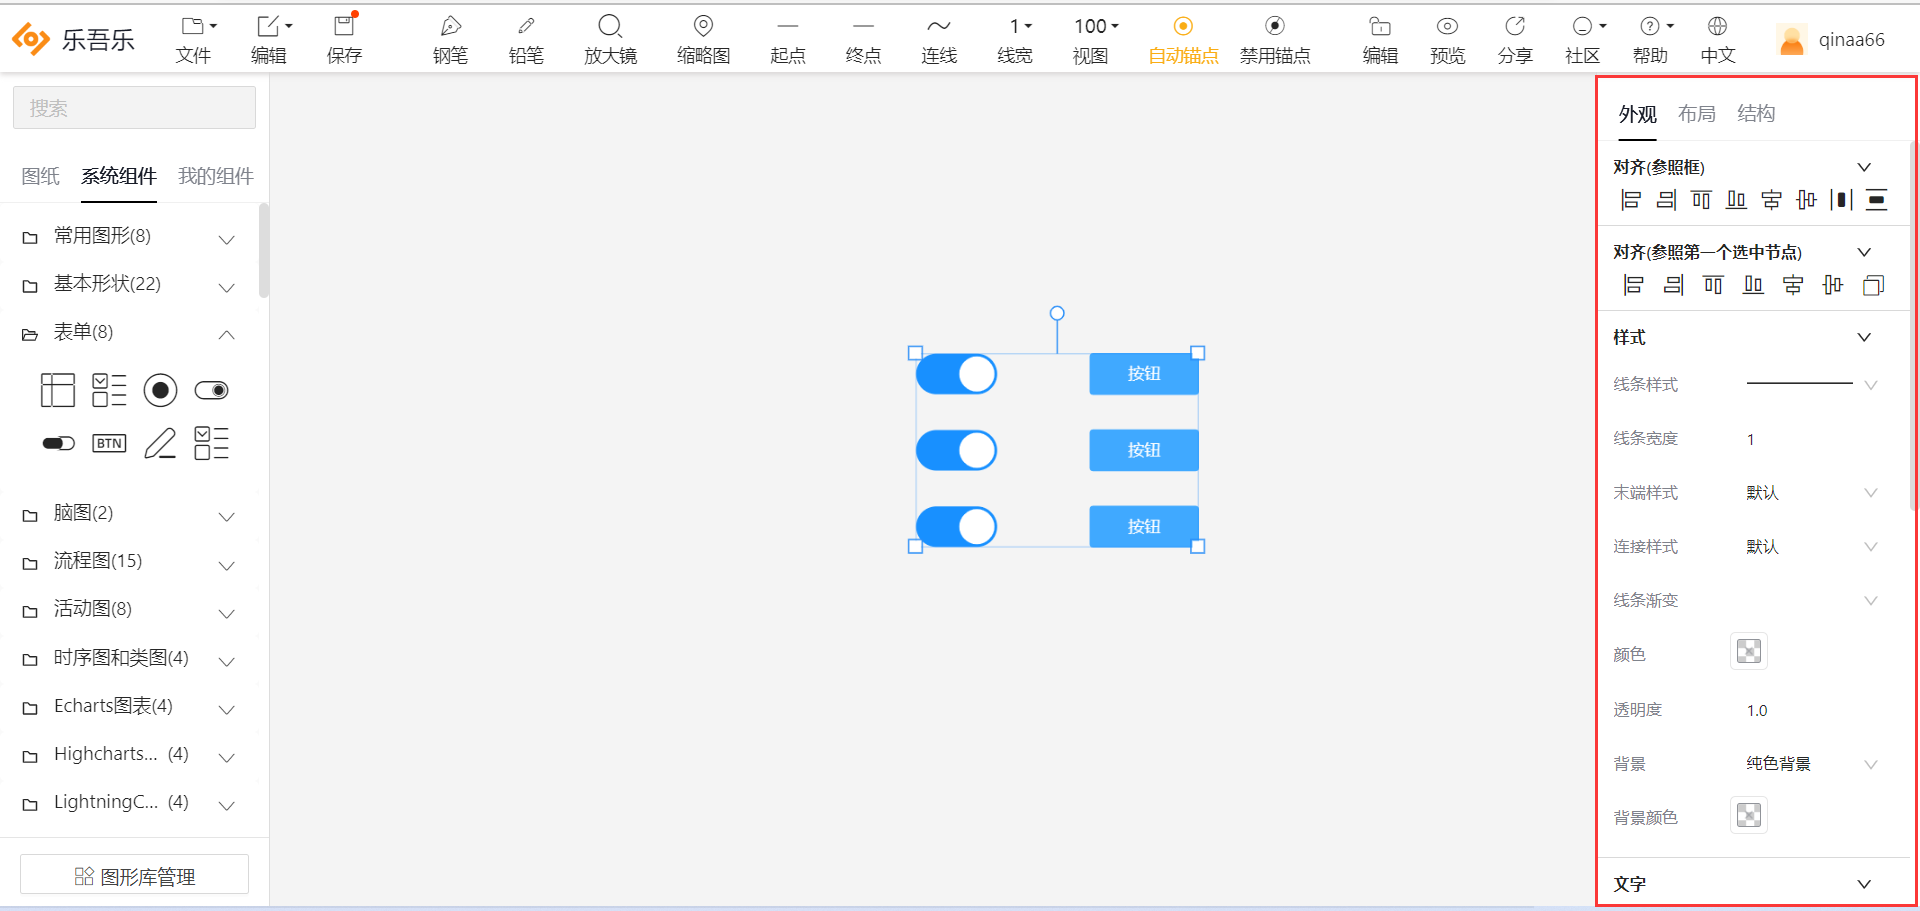 乐吾乐
文件
编辑
保存
钢笔
铅笔
放大镜
缩略图
起点
终点
连线
1
线宽
100
视图
自动锚点
禁用锚点
编辑
预览
分享
社区
帮助
中文
qinaa66
搜索
图纸 系统组件 我的组件
常用图形(8)
基本形状(22)
表单(8)
BTN
脑图(2)
流程图(15)
活动图(8)
时序图和类图(4)
Echarts图表(4)
Highcharts... (4)
LightningC... (4)
图形库管理
按钮
按钮
按钮
外观 布局 结构
对齐(参照框)
对齐(参照第一个选中节点)
样式
线条样式
线条宽度 1
末端样式 默认
连接样式 默认
线条渐变
颜色
透明度 1.0
背景 纯色背景
背景颜色
文字